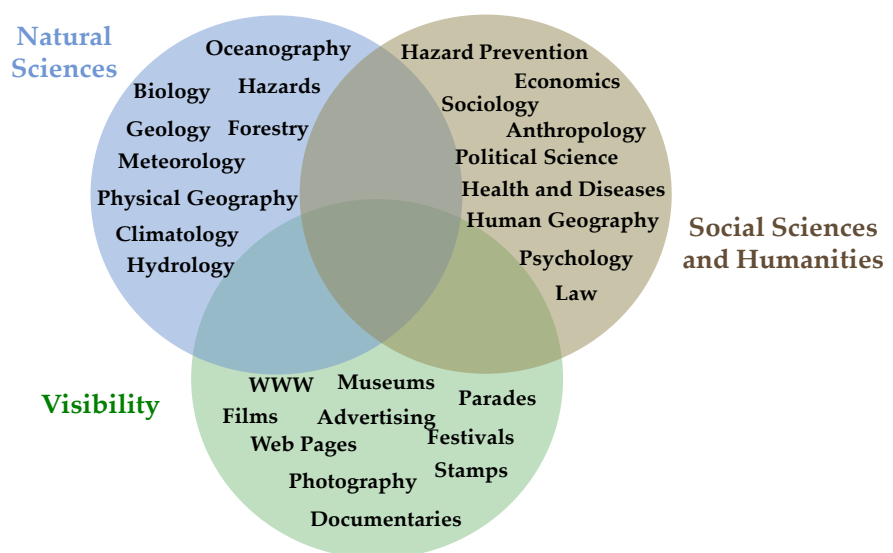 Natural
Sciences
Oceanography
Biology
Hazards
Geology
Forestry
Meteorology
Physical Geography
Climatology
Hydrology
Hazard Prevention
Economics
Sociology
Anthropology
Political Science
Health and Diseases
Human Geography
Psychology
Law
Social Sciences
and Humanities
Visibility
WWW
Museums
Parades
Films
Advertising
Web Pages
Festivals
Photography
Stamps
Documentaries